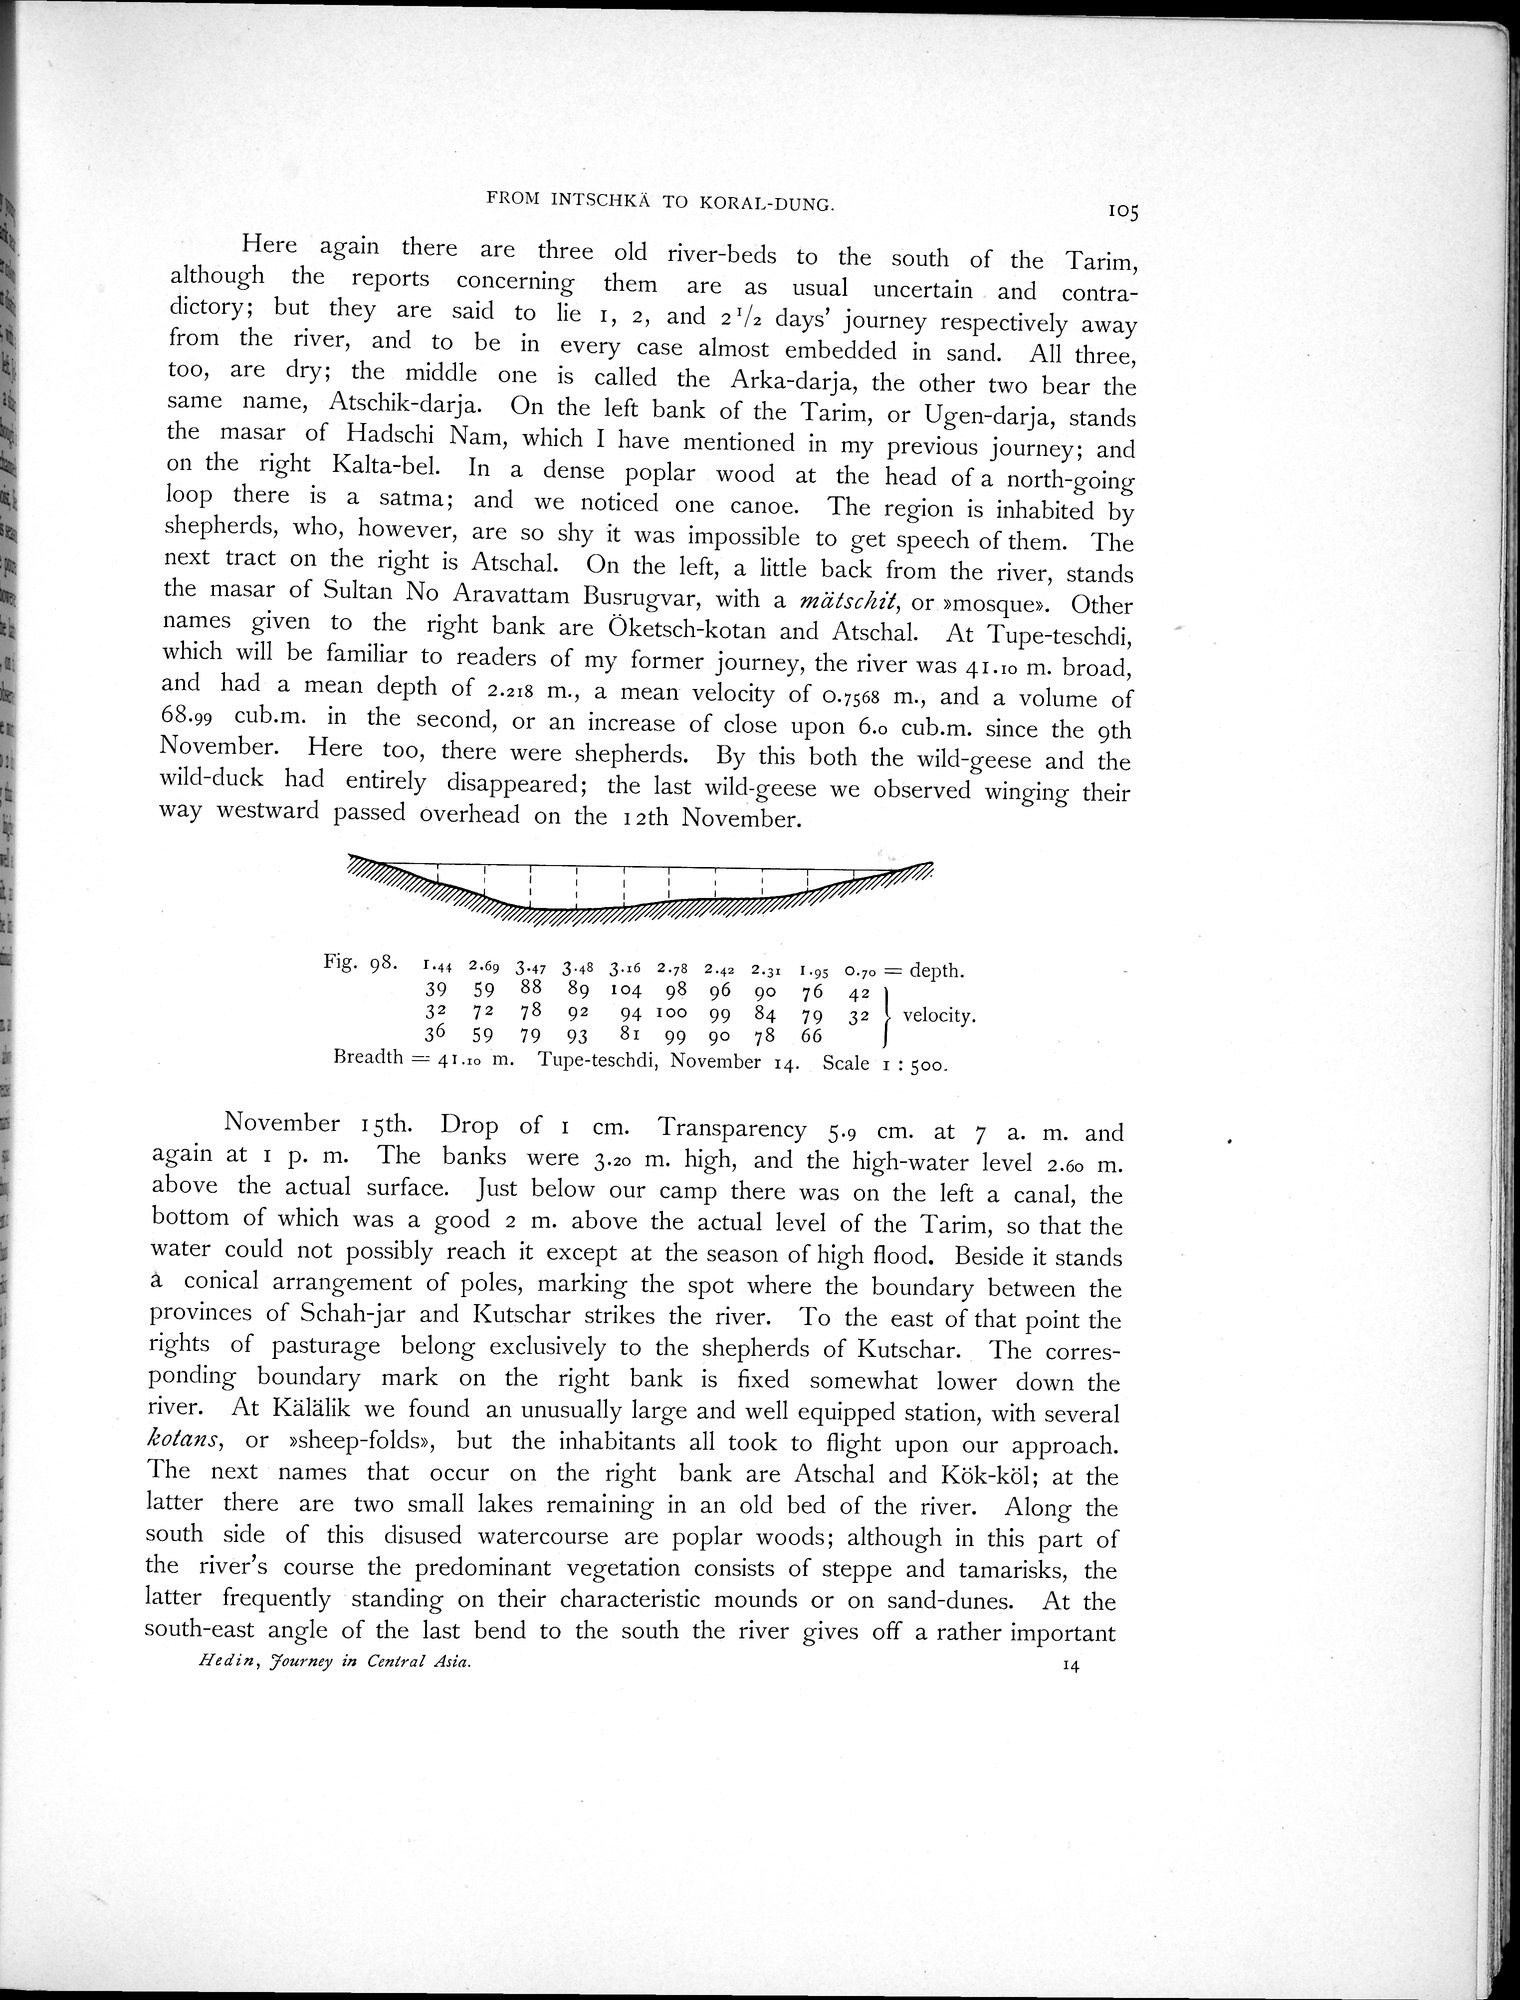 FROM INTSCHKÄ TO KORAL-DUNG.
105
Here again there are three old river-beds to the south of the Tarim,
although the reports concerning them are as usual uncertain and contra-
dictory; but they are said to lie 1, 2, and 2 1/2 days' journey respectively away
from the river, and to be in every case almost embedded in sand. All three,
too, are dry; the middle one is called the Arka-darja, the other two bear the
same name, Atschik-darja. On the left bank of the Tarim, or Ugen-darja, stands
the masar of Hadschi Nam, which I have mentioned in my previous journey; and
on the right Kalta-bel. In a dense poplar wood at the head of a north-going
loop there is a satma; and we noticed one canoe. The region is inhabited by
shepherds, who, however, are so shy it was impossible to get speech of them. The
next tract on the right is Atschal. On the left, a little back from the river, stands
the masar of Sultan No Aravattam Busrugvar, with a mätschit, or »mosque». Other
names given to the right bank are Öketsch-kotan and Atschal. At Tupe-teschdi,
which will be familiar to readers of my former journey, the river was 41.10 m. broad,
and had a mean depth of 2.218 m., a mean velocity of 0.7568 m., and a volume of
68.99 cub.m. in the second, or an increase of close upon 6.0 cub.m. since the 9th
November. Here too, there were shepherds. By this both the wild-geese and the
wild-duck had entirely disappeared; the last wild-geese we observed winging their
way westward passed overhead on the 12th November.
Fig. 98. 1.44 2.69 3.47 3.48 3.16 2.78 2.42 2.31 1.95 0.70 = depth.
39 59 88 89 104 98 96 90 76 42
32 72 78 92 94 100 99 84 79 32 } velocity.
36 59 79 93 81 99 90 78 66
Breadth = 41.10 m. Tupe-teschdi, November 14. Scale 1 : 500.
November 15th. Drop of 1 cm. Transparency 5.9 cm. at 7 a. m. and
again at 1 p. m. The banks were 3.20 m. high, and the high-water level 2.60 m.
above the actual surface. Just below our camp there was on the left a canal, the
bottom of which was a good 2 m. above the actual level of the Tarim, so that the
water could not possibly reach it except at the season of high flood. Beside it stands
a conical arrangement of poles, marking the spot where the boundary between the
provinces of Schah-jar and Kutschar strikes the river. To the east of that point the
rights of pasturage belong exclusively to the shepherds of Kutschar. The corres-
ponding boundary mark on the right bank is fixed somewhat lower down the
river. At Kälälik we found an unusually large and well equipped station, with several
kotans, or »sheep-folds», but the inhabitants all took to flight upon our approach.
The next names that occur on the right bank are Atschal and Kök-köl; at the
latter there are two small lakes remaining in an old bed of the river. Along the
south side of this disused watercourse are poplar woods; although in this part of
the river's course the predominant vegetation consists of steppe and tamarisks, the
latter frequently standing on their characteristic mounds or on sand-dunes. At the
south-east angle of the last bend to the south the river gives off a rather important
Hedin, Journey in Central Asia.
14